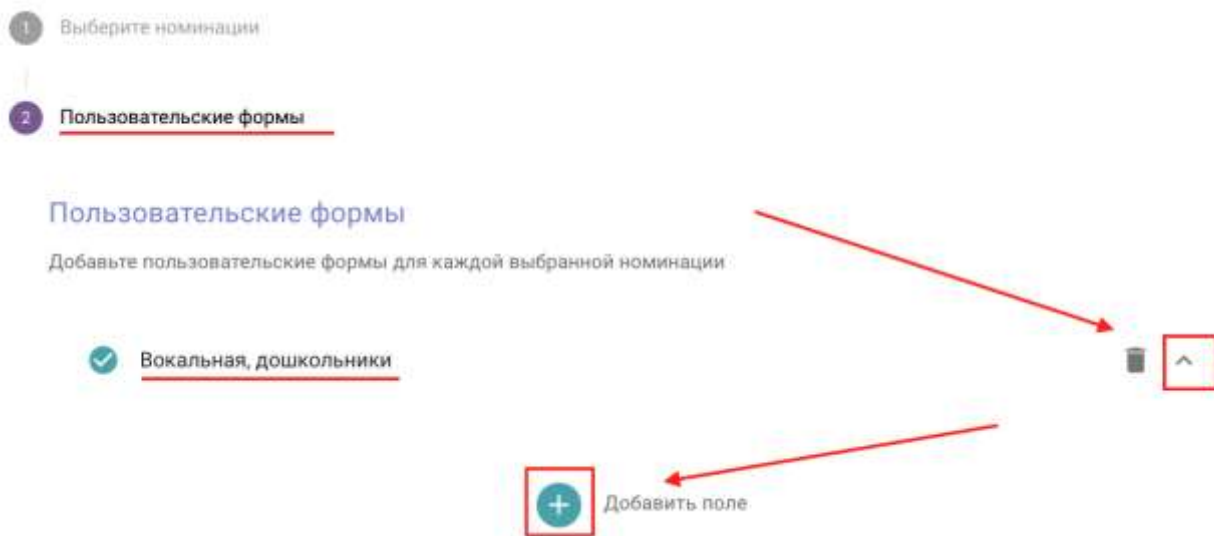 1 Выберите номинации
2 Пользовательские формы
Пользовательские формы
Добавьте пользовательские формы для каждой выбранной номинации
Вокальная, дошкольники
Добавить поле